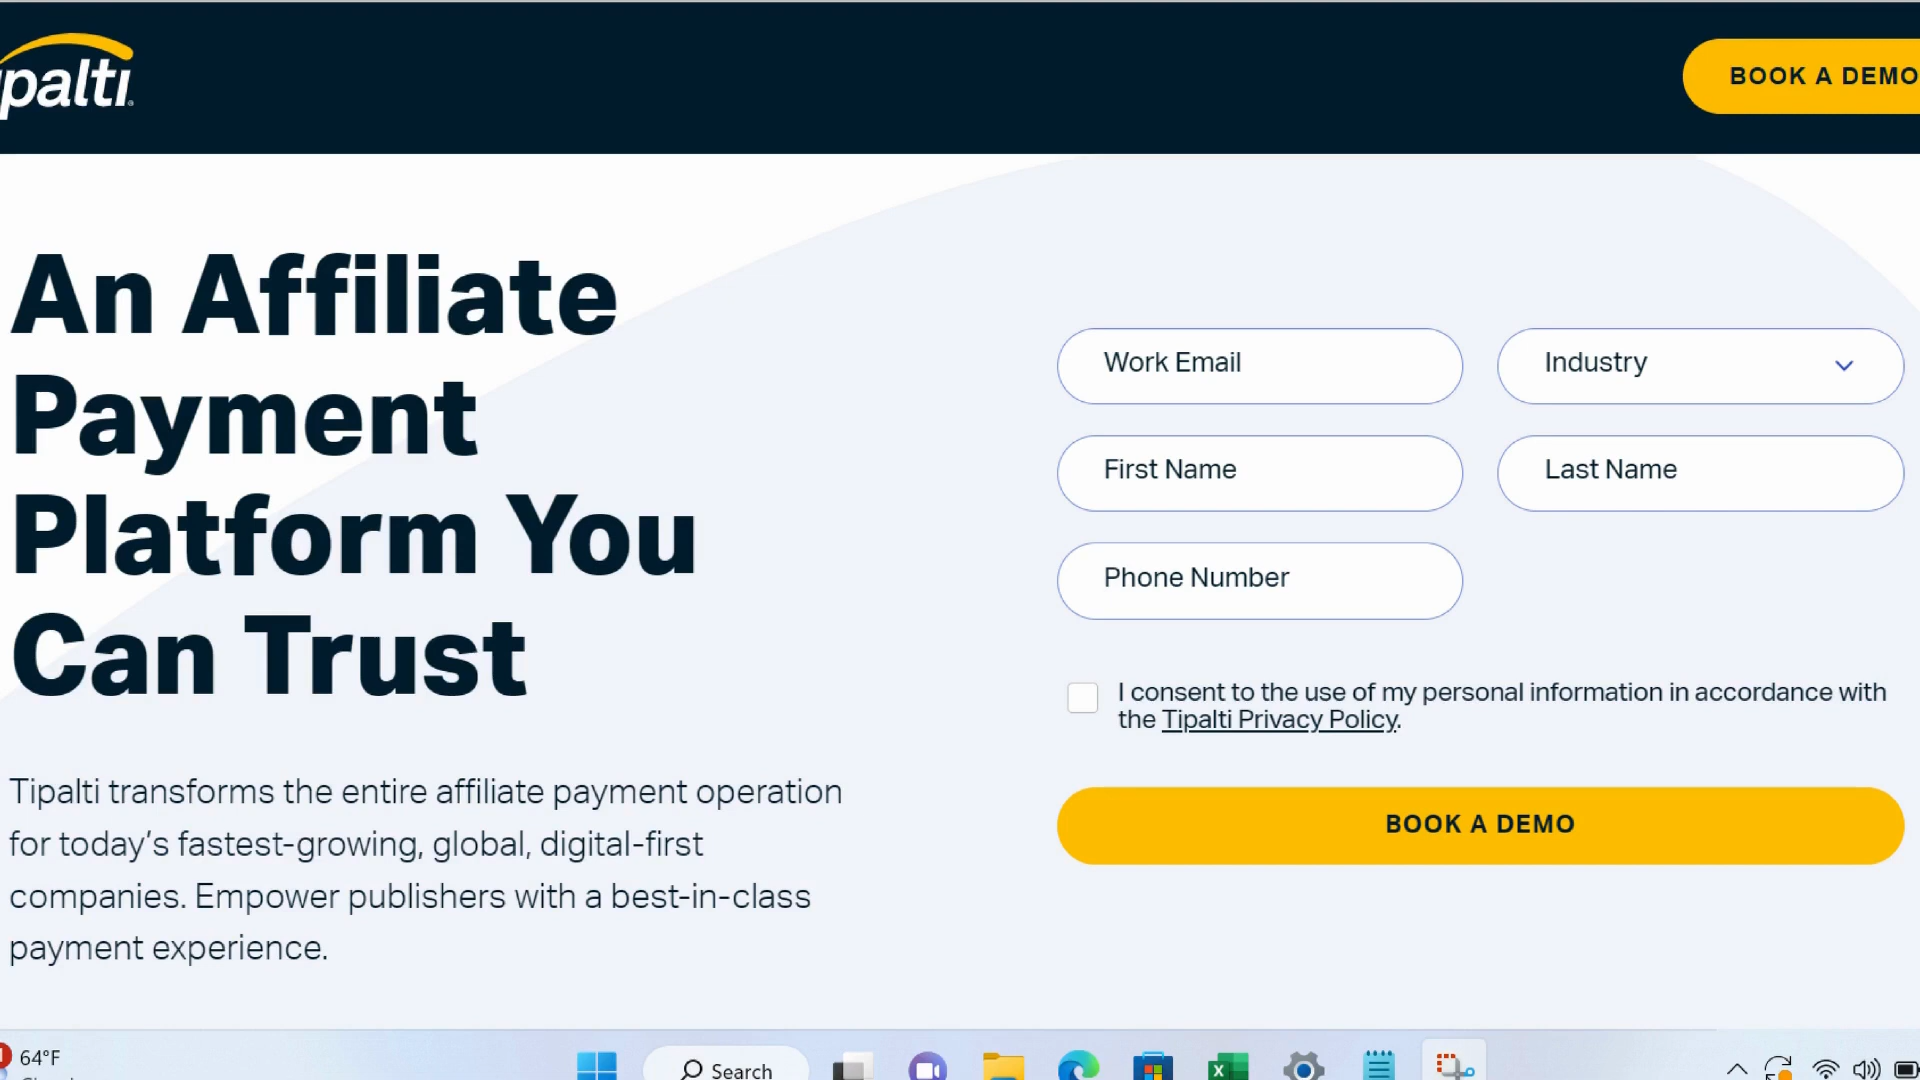 palti
BOOK A DEMO
An Affiliate
Payment
Platform You
Can Trust
Tipalti transforms the entire affiliate payment operation
for today’s fastest-growing, global, digital-first
companies. Empower publishers with a best-in-class
payment experience.
Work Email
Industry
First Name
Last Name
Phone Number
I consent to the use of my personal information in accordance with
the Tipalti Privacy Policy.
BOOK A DEMO
64°F
Search